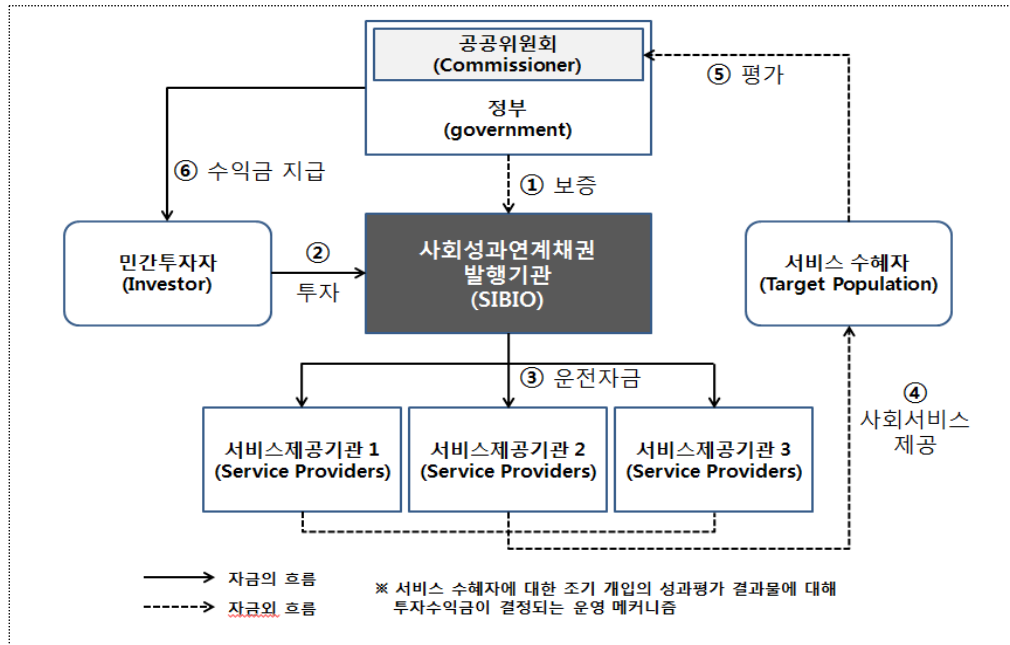 공공위원회
(Commissioner)
정부
(government)
⑤ 평가
⑥ 수익금 지급
① 보증
민간투자자
(Investor)
②
투자
사회성과연계채권
발행기관
(SIBIO)
서비스 수혜자
(Target Population)
③ 운전자금
④
사회서비스
제공
서비스제공기관 1
(Service Providers)
서비스제공기관 2
(Service Providers)
서비스제공기관 3
(Service Providers)
자금의 흐름
자금외 흐름
※ 서비스 수혜자에 대한 조기 개입의 성과평가 결과물에 대해
투자수익금이 결정되는 운영 메커니즘